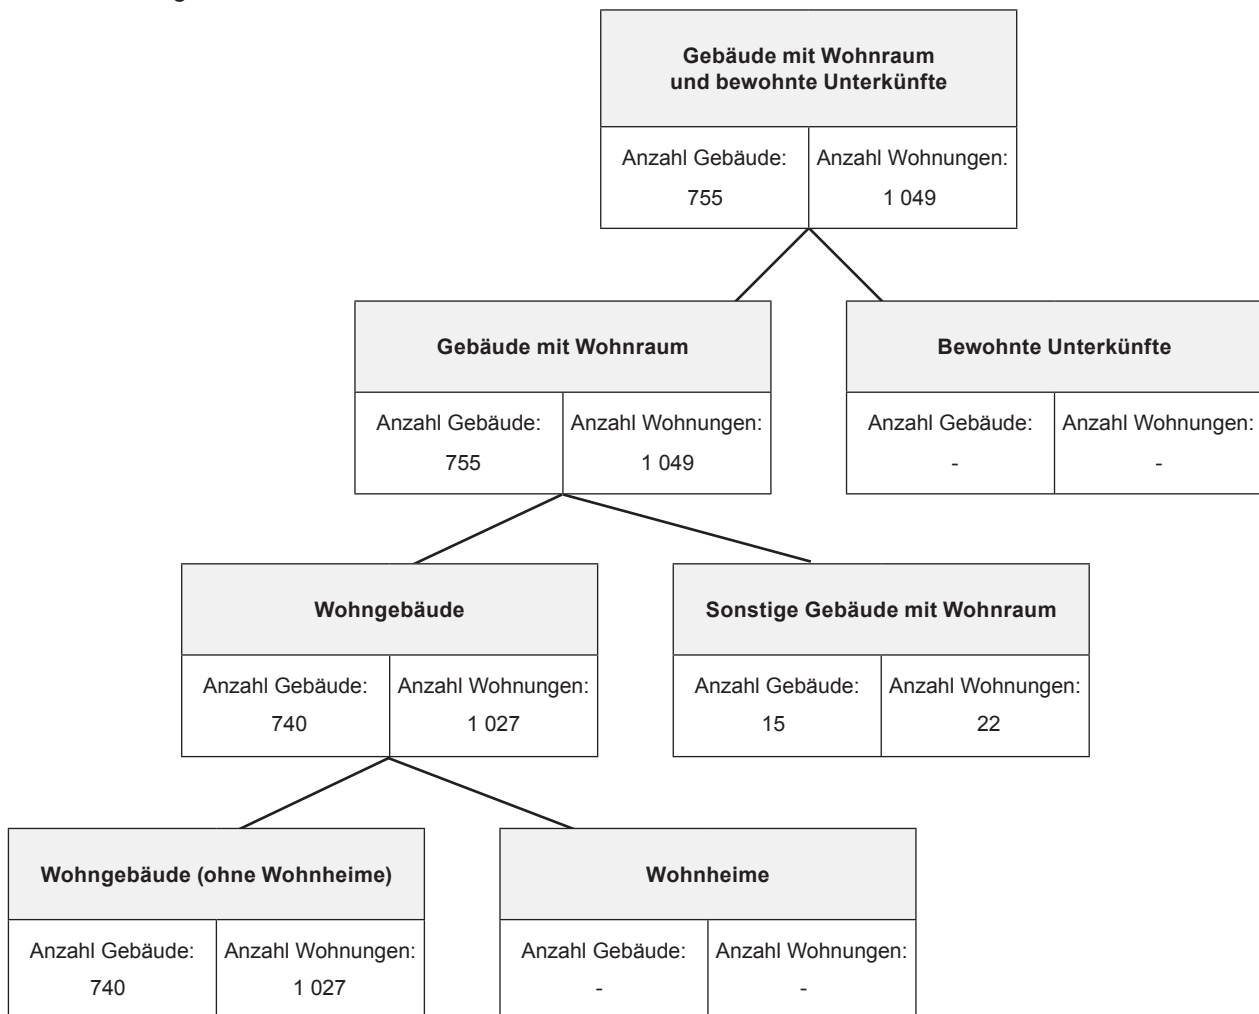 Gebäude mit Wohnraum
und bewohnte Unterkünfte
Anzahl Gebäude: Anzahl Wohnungen:
755 1 049
Gebäude mit Wohnraum
Bewohnte Unterkünfte
Anzahl Gebäude: Anzahl Wohnungen:
755 1 049
Anzahl Gebäude: Anzahl Wohnungen:
- -
Wohngebäude
Sonstige Gebäude mit Wohnraum
Anzahl Gebäude: Anzahl Wohnungen:
740 1 027
Anzahl Gebäude: Anzahl Wohnungen:
15 22
Wohngebäude (ohne Wohnheime)
Wohnheime
Anzahl Gebäude: Anzahl Wohnungen:
740 1 027
Anzahl Gebäude: Anzahl Wohnungen:
- -